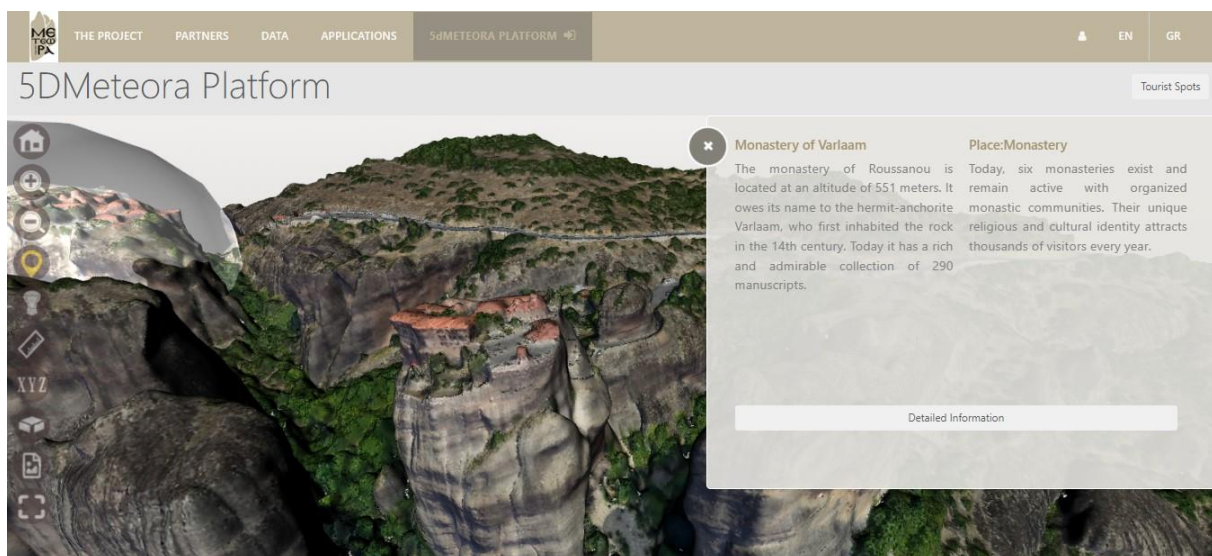 ΜΕ
ΤΕΩ
ΡΑ
THE PROJECT
PARTNERS
DATA
APPLICATIONS
5dMETEORA PLATFORM
EN
GR
5DMeteora Platform
Tourist Spots
Monastery of Varlaam
The monastery of Roussanou is
located at an altitude of 551 meters. It
owes its name to the hermit-anchorite
Varlaam, who first inhabited the rock
in the 14th century. Today it has a rich
and admirable collection of 290
manuscripts.
Place:Monastery
Today, six monasteries exist and
remain active with organized
monastic communities. Their unique
religious and cultural identity attracts
thousands of visitors every year.
Detailed Information
XYZ